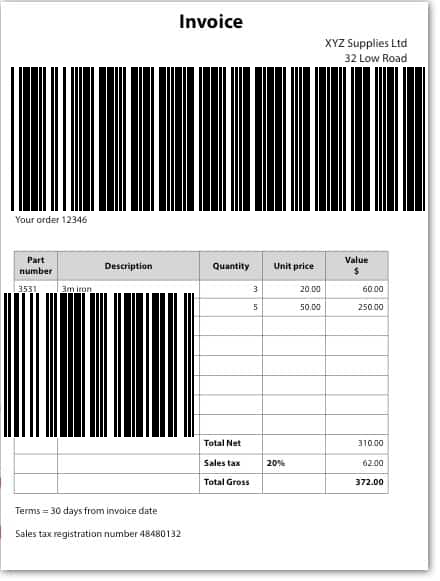 Invoice
XYZ Supplies Ltd
32 Low Road
Your order 12346
Part number Description Quantity Unit price Value $
3531 3m iron 3 20.00 60.00
5 50.00 250.00
Total Net 310.00
Sales tax 20% 62.00
Total Gross 372.00
Terms = 30 days from invoice date
Sales tax registration number 48480132